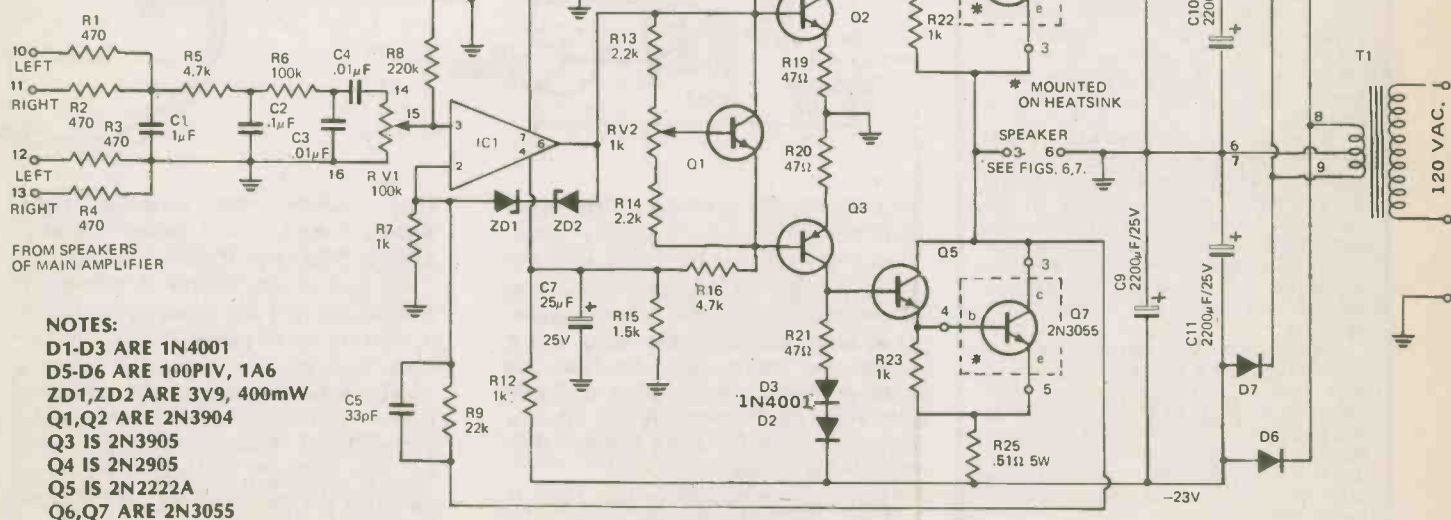 R1
470
10
LEFT
11
RIGHT
R2
470
R3
470
12
LEFT
13
RIGHT
R4
470
FROM SPEAKERS
OF MAIN AMPLIFIER
C1
1µF
R5
4.7k
C2
.1µF
R6
100k
C3
.01µF
C4
.01µF
14
15
16
RV1
100k
R8
220k
R7
1k
3
2
IC1
7
4
6
ZD1
ZD2
R13
2.2k
RV2
1k
R14
2.2k
Q1
R16
4.7k
C7
25µF
25V
R15
1.5k
R12
1k
C5
33pF
R9
22k
Q2
R19
47Ω
R20
47Ω
Q3
R21
47Ω
D3
1N4001
D2
R22
1k
*
e
3
* MOUNTED
ON HEATSINK
SPEAKER
3 6
SEE FIGS. 6,7.
Q5
R23
1k
4
b
3
c
Q7
2N3055
*
e
5
R25
.51Ω 5W
C9
2200µF/25V
C10
+
C11
2200µF/25V
+
+
6
7
8
9
T1
120 VAC.
D7
D6
−23V
NOTES:
D1-D3 ARE 1N4001
D5-D6 ARE 100PIV, 1A6
ZD1,ZD2 ARE 3V9, 400mW
Q1,Q2 ARE 2N3904
Q3 IS 2N3905
Q4 IS 2N2905
Q5 IS 2N2222A
Q6,Q7 ARE 2N3055